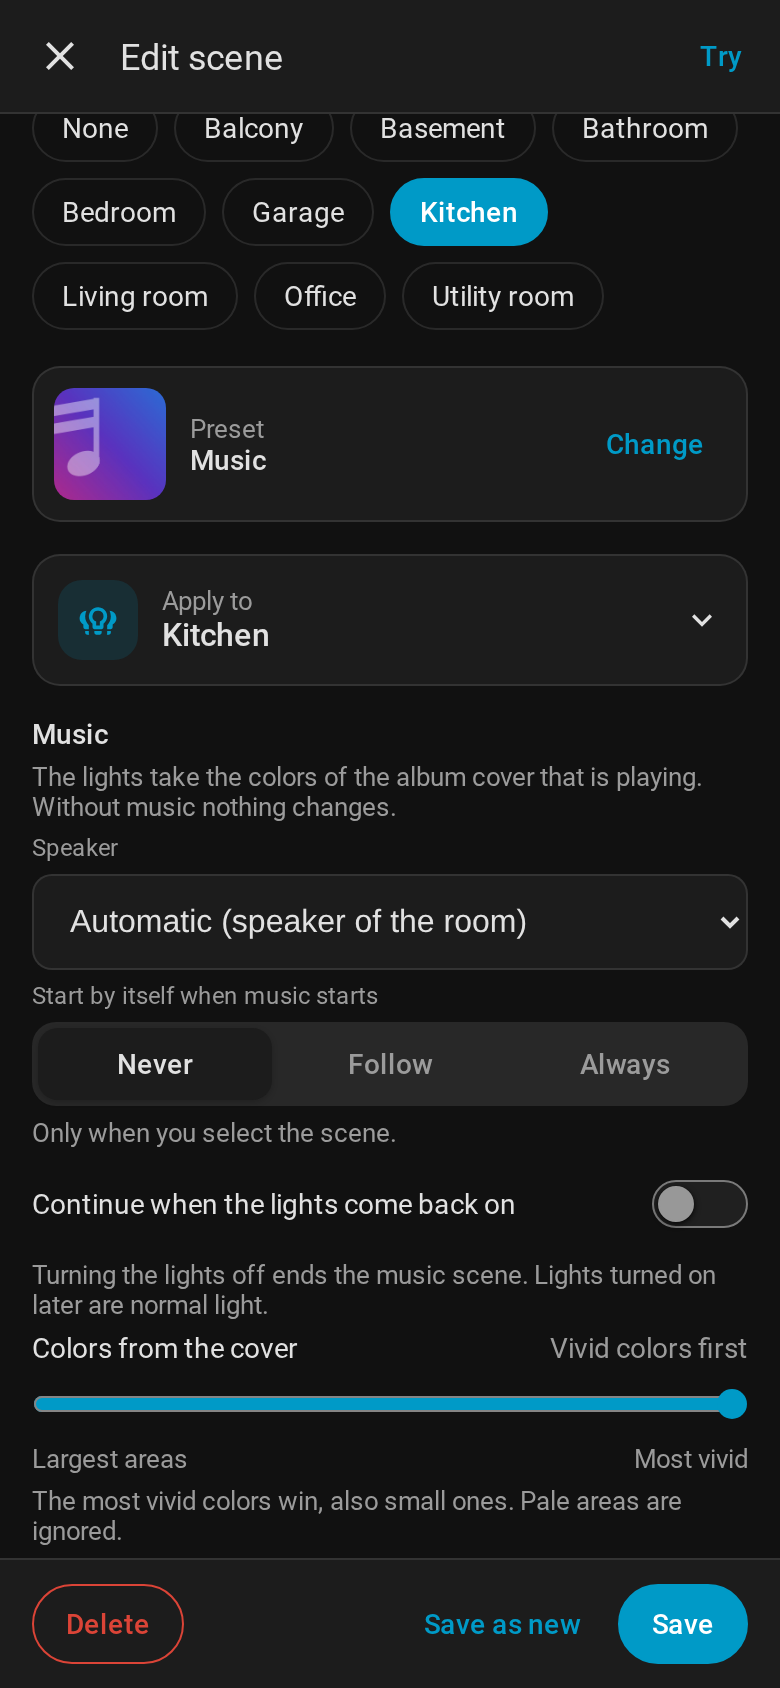 Edit scene
Try
None
Balcony
Basement
Bathroom
Bedroom
Garage
Kitchen
Living room
Office
Utility room
Preset
Music
Change
Apply to
Kitchen
Music
The lights take the colors of the album cover that is playing.
Without music nothing changes.
Speaker
Automatic (speaker of the room)
Start by itself when music starts
Never
Follow
Always
Only when you select the scene.
Continue when the lights come back on
Turning the lights off ends the music scene. Lights turned on
later are normal light.
Colors from the cover
Vivid colors first
Largest areas
Most vivid
The most vivid colors win, also small ones. Pale areas are
ignored.
Delete
Save as new
Save